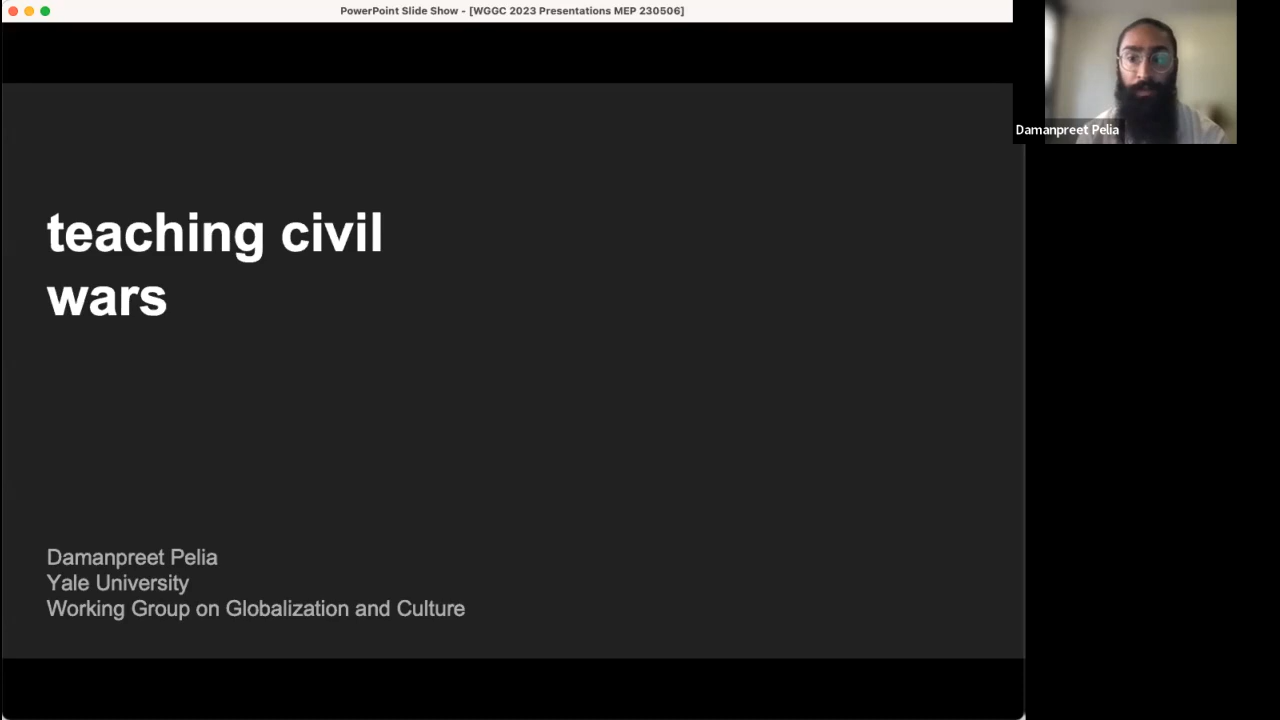 PowerPoint Slide Show - [WGGC 2023 Presentations MEP 230506]
Damanpreet Pelia
teaching civil
wars
Damanpreet Pelia
Yale University
Working Group on Globalization and Culture